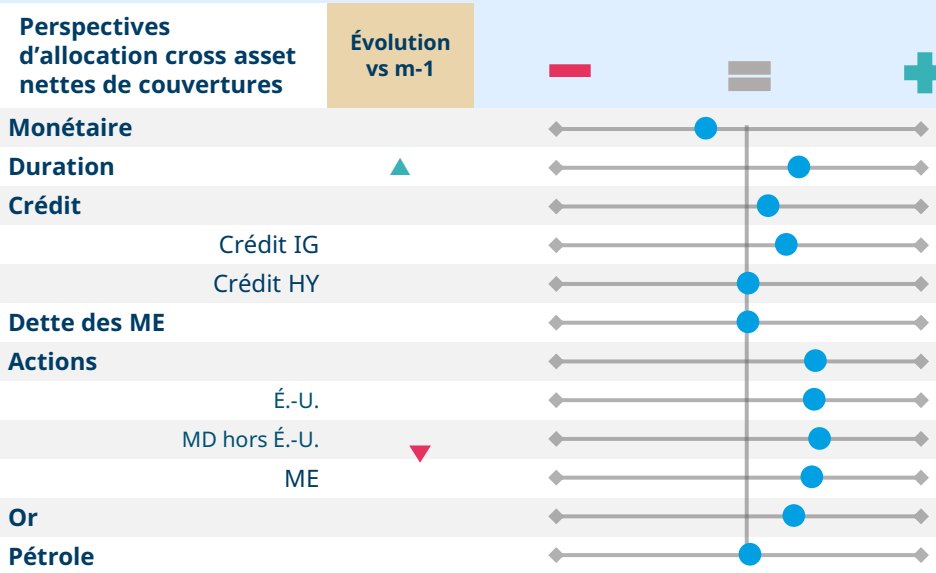 Perspectives
d’allocation cross asset
nettes de couvertures
Évolution
vs m-1
Monétaire
Duration
Crédit
Crédit IG
Crédit HY
Dette des ME
Actions
É.-U.
MD hors É.-U.
ME
Or
Pétrole